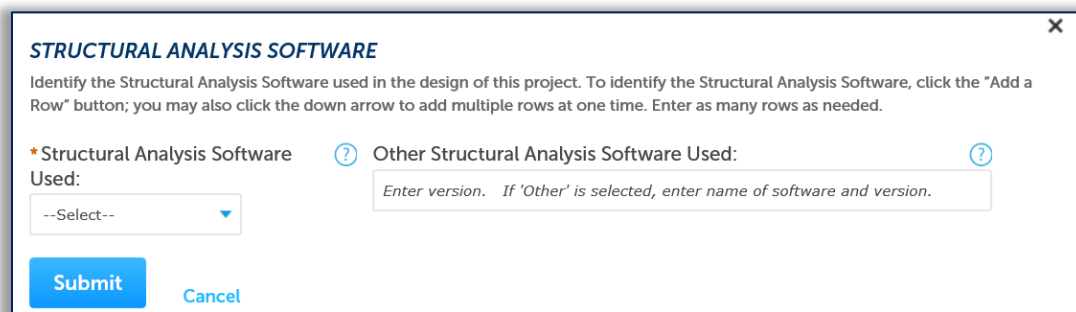 STRUCTURAL ANALYSIS SOFTWARE
Identify the Structural Analysis Software used in the design of this project. To identify the Structural Analysis Software, click the “Add a
Row” button; you may also click the down arrow to add multiple rows at one time. Enter as many rows as needed.
*Structural Analysis Software
Used:
--Select--
Other Structural Analysis Software Used:
Enter version. If 'Other' is selected, enter name of software and version.
Submit
Cancel